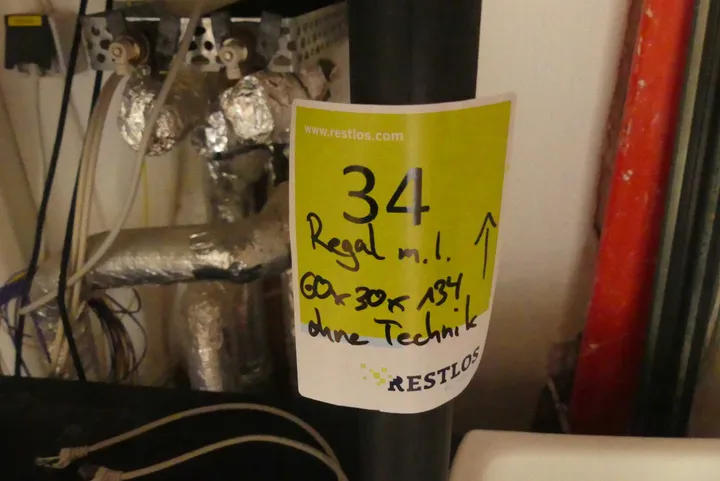 www.restlos.com
34
Regal m. l.
60x30x134
ohne Technik
RESTLOS